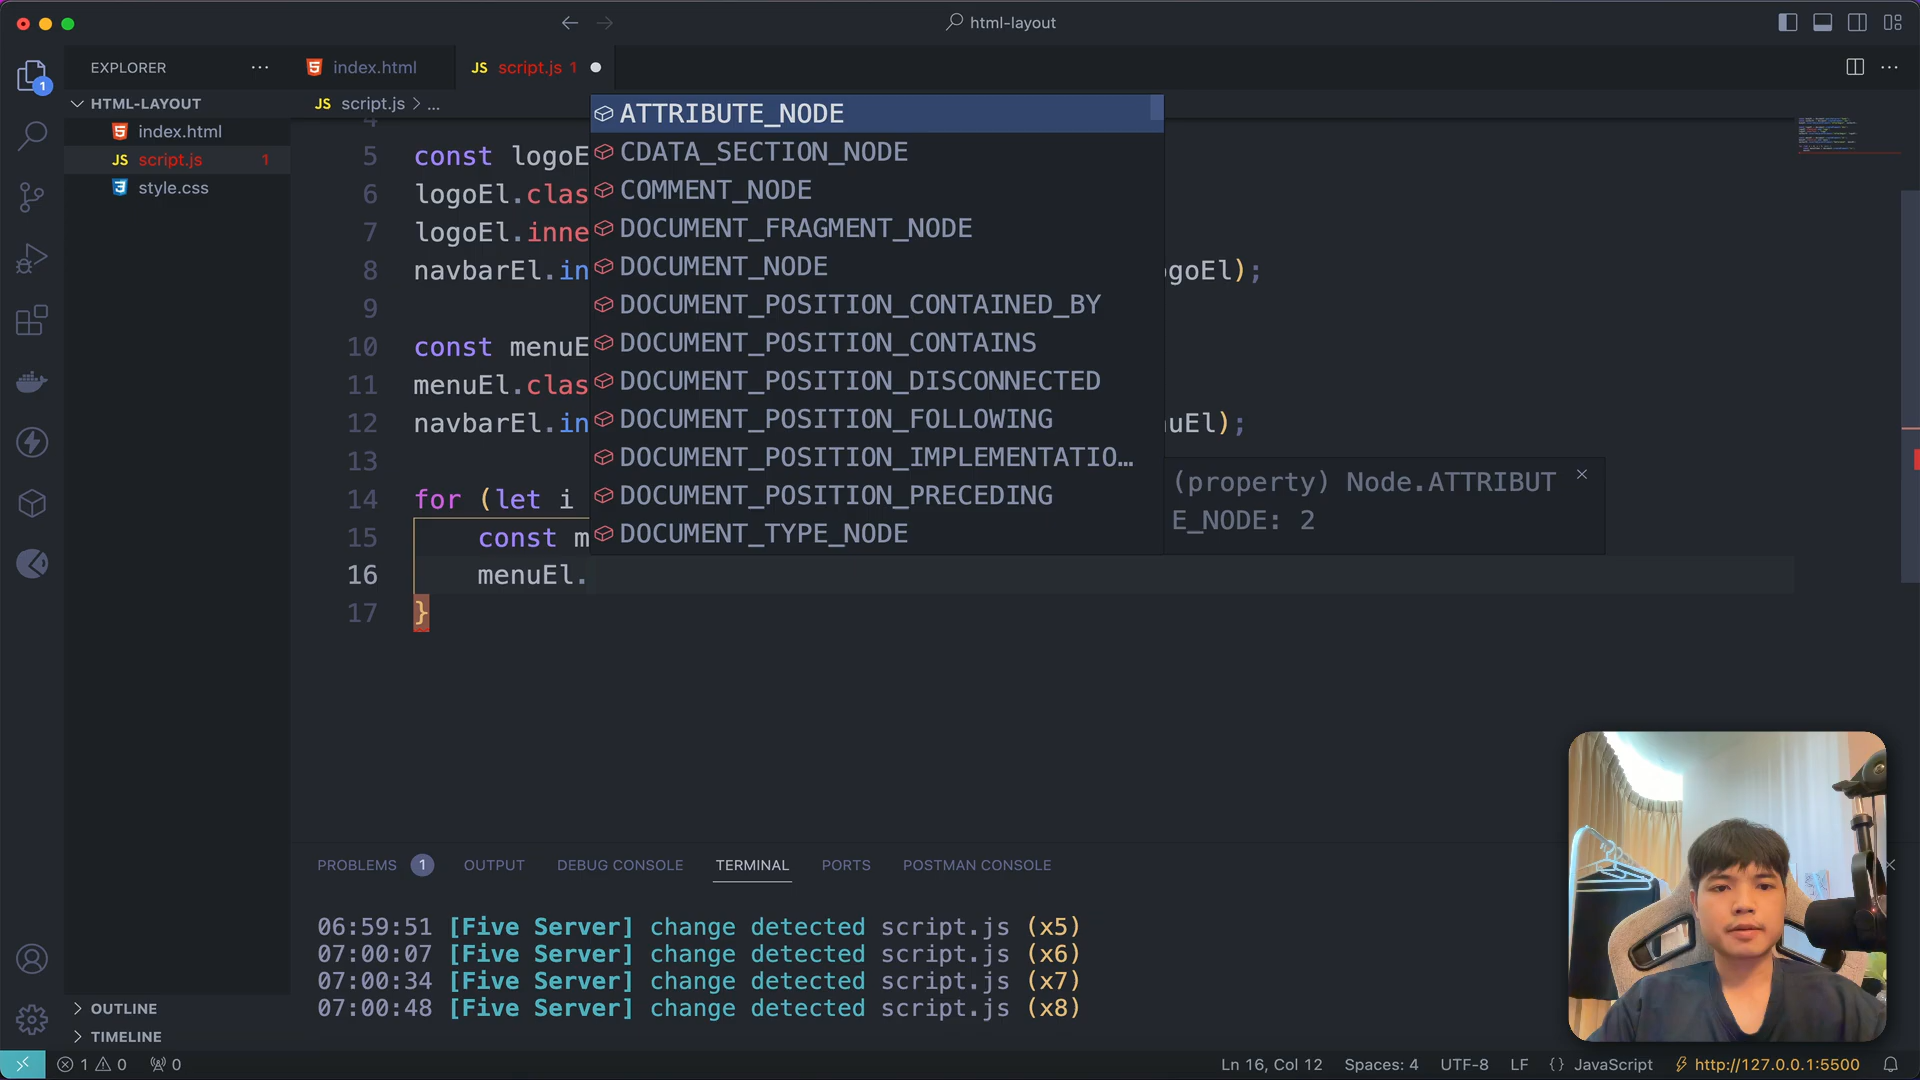 html-layout
EXPLORER
index.html
JS script.js 1
1
HTML-LAYOUT
JS script.js > ...
index.html
JS script.js 1
style.css
4
5 const logoE
6 logoEl.clas
7 logoEl.inne
8 navbarEl.in ogoEl);
9
10 const menuE
11 menuEl.clas
12 navbarEl.in uEl);
13
14 for (let i
15 const m
16 menuEl.
17 }
ATTRIBUTE_NODE
CDATA_SECTION_NODE
COMMENT_NODE
DOCUMENT_FRAGMENT_NODE
DOCUMENT_NODE
DOCUMENT_POSITION_CONTAINED_BY
DOCUMENT_POSITION_CONTAINS
DOCUMENT_POSITION_DISCONNECTED
DOCUMENT_POSITION_FOLLOWING
DOCUMENT_POSITION_IMPLEMENTATIO…
DOCUMENT_POSITION_PRECEDING
DOCUMENT_TYPE_NODE
(property) Node.ATTRIBUT
E_NODE: 2
PROBLEMS 1 OUTPUT DEBUG CONSOLE TERMINAL PORTS POSTMAN CONSOLE
06:59:51 [Five Server] change detected script.js (x5)
07:00:07 [Five Server] change detected script.js (x6)
07:00:34 [Five Server] change detected script.js (x7)
07:00:48 [Five Server] change detected script.js (x8)
OUTLINE
TIMELINE
1 0 0
Ln 16, Col 12 Spaces: 4 UTF-8 LF {} JavaScript http://127.0.0.1:5500